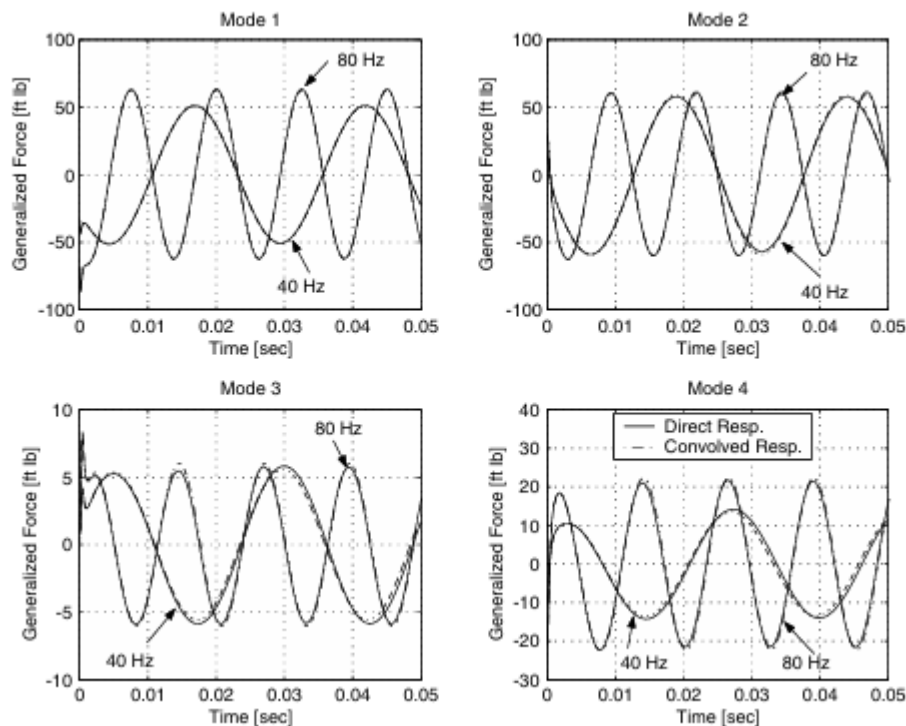 Mode 1
Generalized Force [ft lb]
100
50
0
-50
-100
80 Hz
40 Hz
0 0.01 0.02 0.03 0.04 0.05
Time [sec]
Mode 2
Generalized Force [ft lb]
100
50
0
-50
-100
80 Hz
40 Hz
0 0.01 0.02 0.03 0.04 0.05
Time [sec]
Mode 3
Generalized Force [ft lb]
10
5
0
-5
-10
80 Hz
40 Hz
0 0.01 0.02 0.03 0.04 0.05
Time [sec]
Mode 4
Generalized Force [ft lb]
40
30
20
10
0
-10
-20
-30
Direct Resp.
Convolved Resp.
40 Hz
80 Hz
0 0.01 0.02 0.03 0.04 0.05
Time [sec]